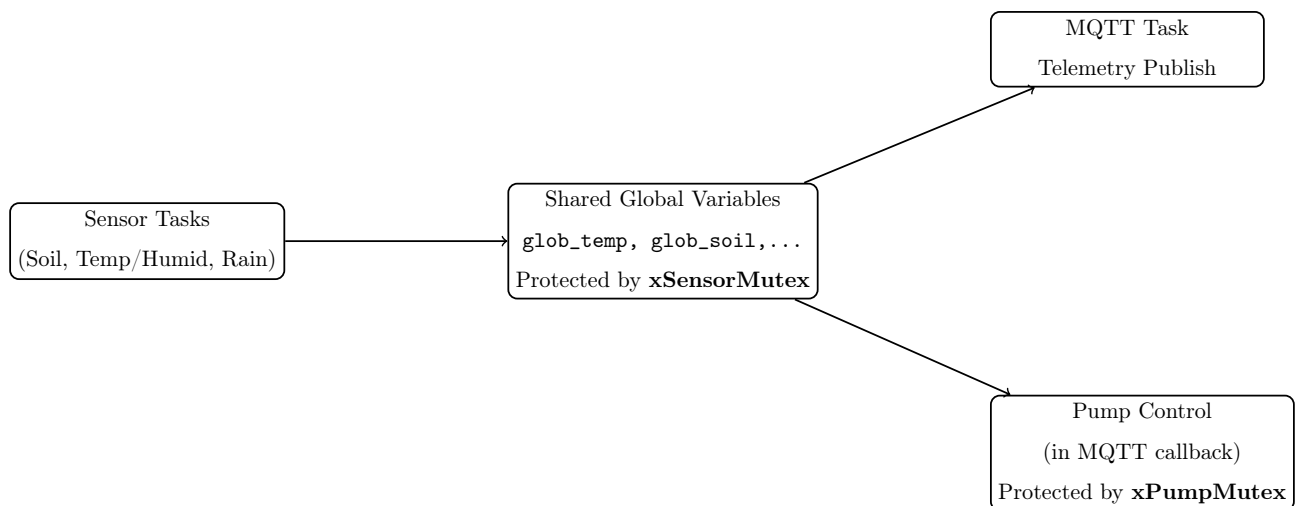 MQTT Task
Telemetry Publish
Sensor Tasks
(Soil, Temp/Humid, Rain)
Shared Global Variables
glob_temp, glob_soil,...
Protected by xSensorMutex
Pump Control
(in MQTT callback)
Protected by xPumpMutex